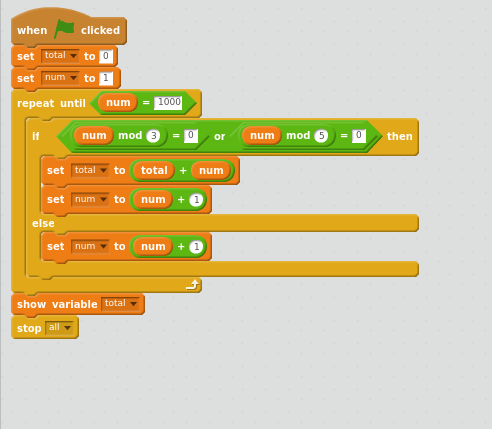 when clicked
set total to 0
set num to 1
repeat until num = 1000
if num mod 3 = 0 or num mod 5 = 0 then
set total to total + num
set num to num + 1
else
set num to num + 1
show variable total
stop all